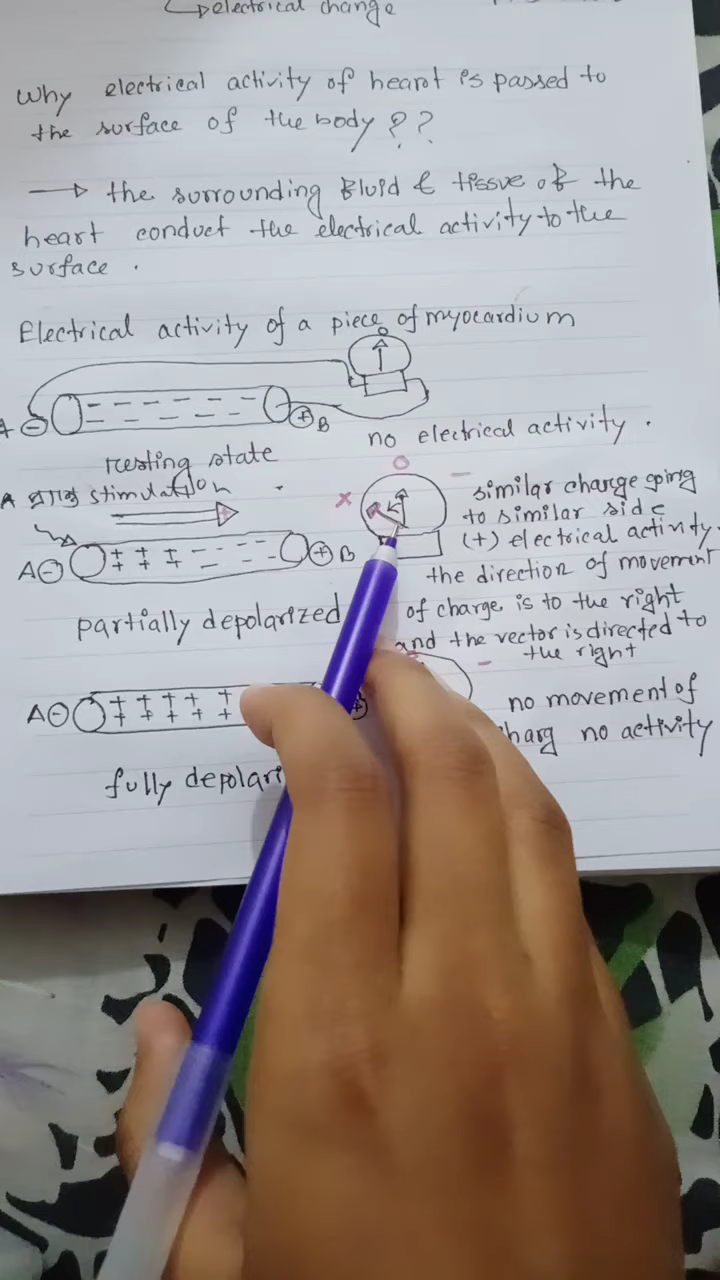 ↳ electrical change
Why electrical activity of heart is passed to
the surface of the body ??
→ the surrounding fluid & tissue of the
heart conduct the electrical activity to the
surface .
Electrical activity of a piece of myocardium
A ⊖ - - - - - ⊕ B
no electrical activity .
resting state
stimulation
A ⊖ + + + - - - ⊕ B
x o -
similar charge going
to similar side
(+) electrical activity.
the direction of movement
of charge is to the right
and the vector is directed to
the right
partially depolarized
A ⊖ + + + + +
no movement of
no activity
fully